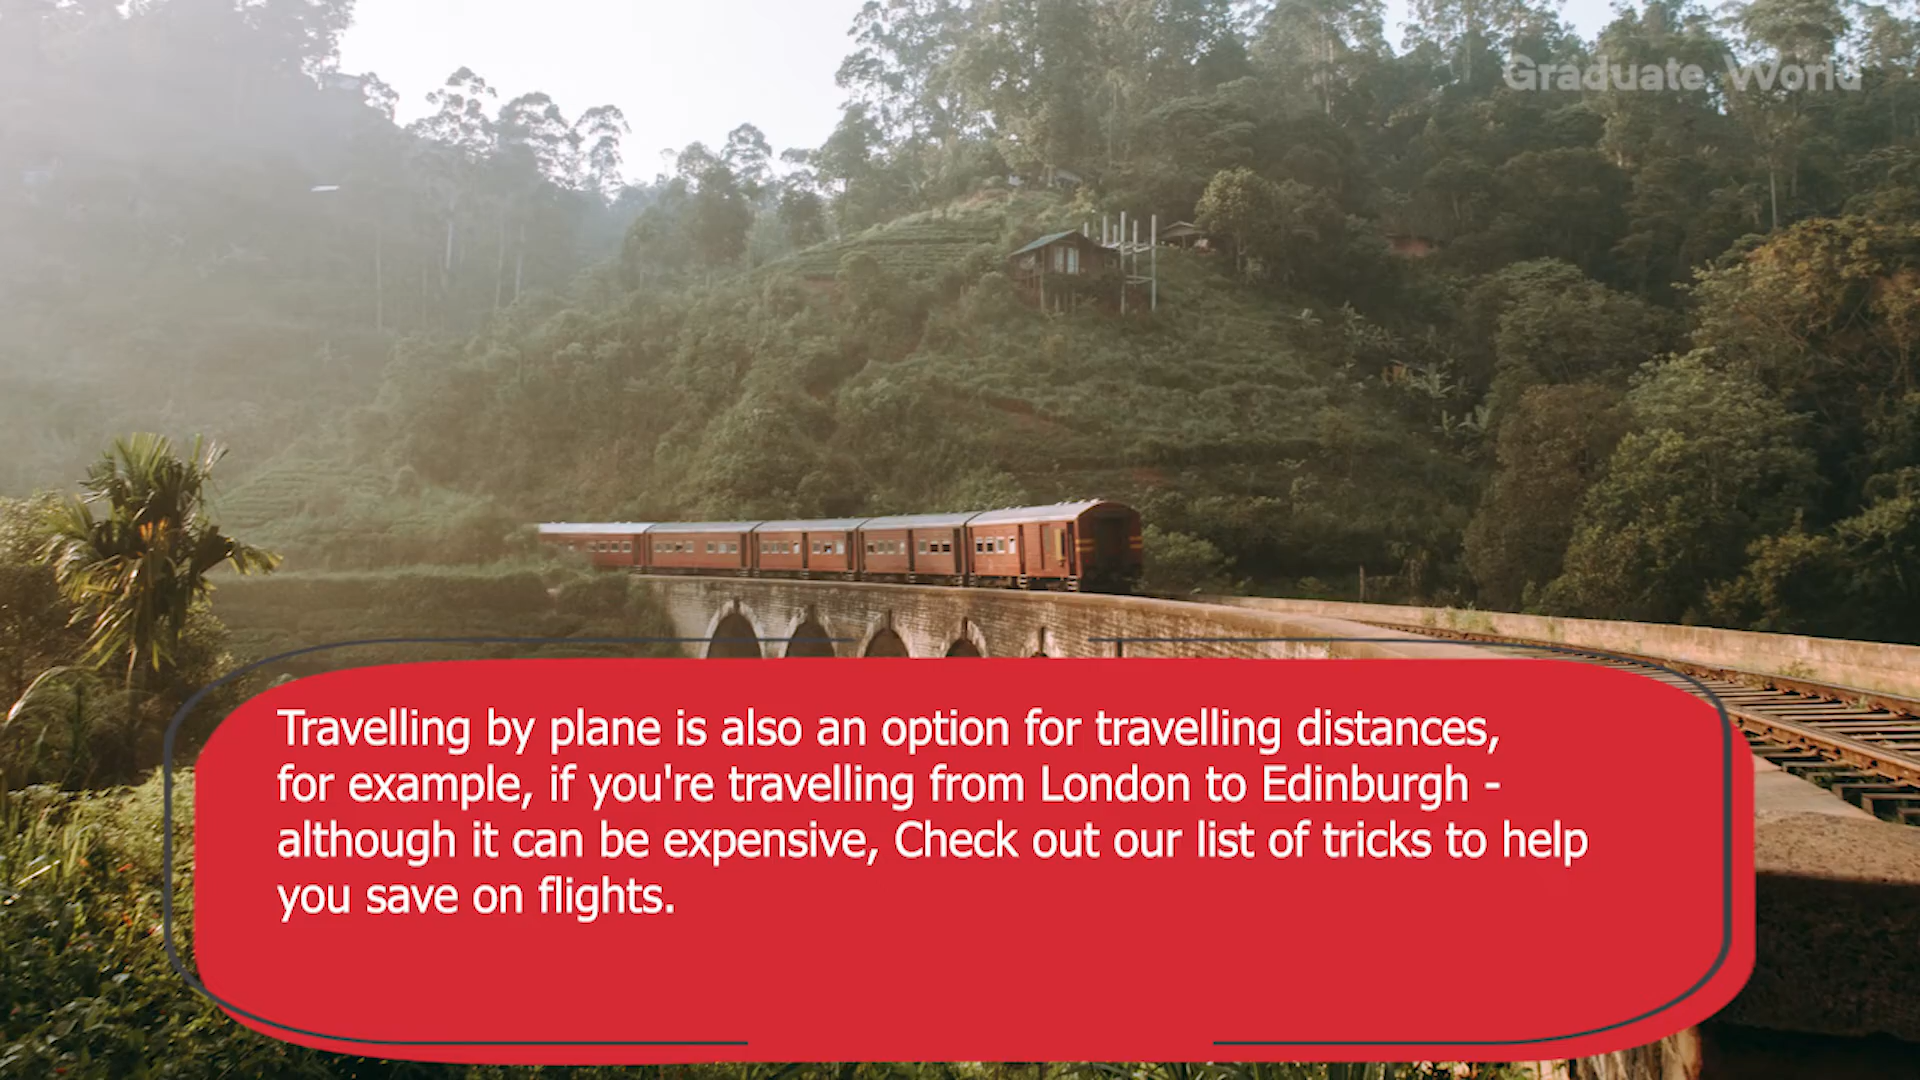 Graduate World
Travelling by plane is also an option for travelling distances,
for example, if you're travelling from London to Edinburgh -
although it can be expensive, Check out our list of tricks to help
you save on flights.